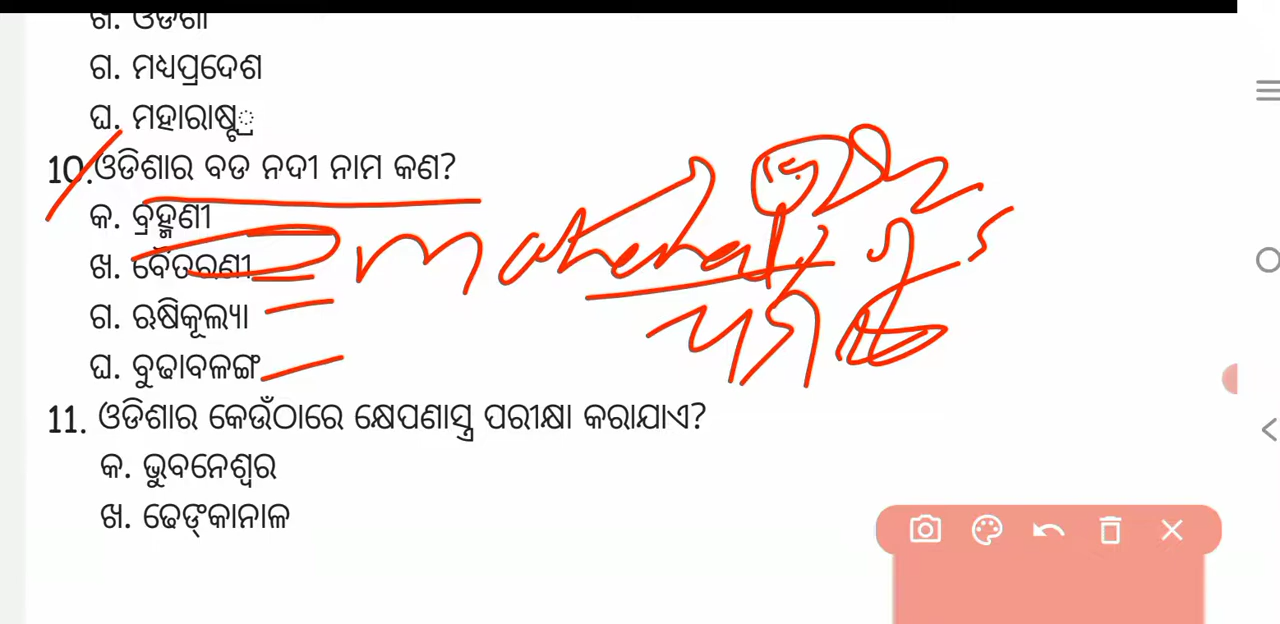 ଖ. ଓଡଶା
ଗ. ମଧ୍ୟପ୍ରଦେଶ
ଘ. ମହାରାଷ୍ଟ୍ର
10. ଓଡିଶାର ବଡ ନଦୀ ନାମ କଣ?
କ. ବ୍ରହ୍ମଣୀ
ଖ. ବୈତରଣୀ
ଗ. ଋଷିକୂଲ୍ୟା
ଘ. ବୁଢାବଳଙ୍ଗ
11. ଓଡିଶାର କେଉଁଠାରେ କ୍ଷେପଣାସ୍ତ୍ର ପରୀକ୍ଷା କରାଯାଏ?
କ. ଭୁବନେଶ୍ୱର
ଖ. ଢେଙ୍କାନାଳ